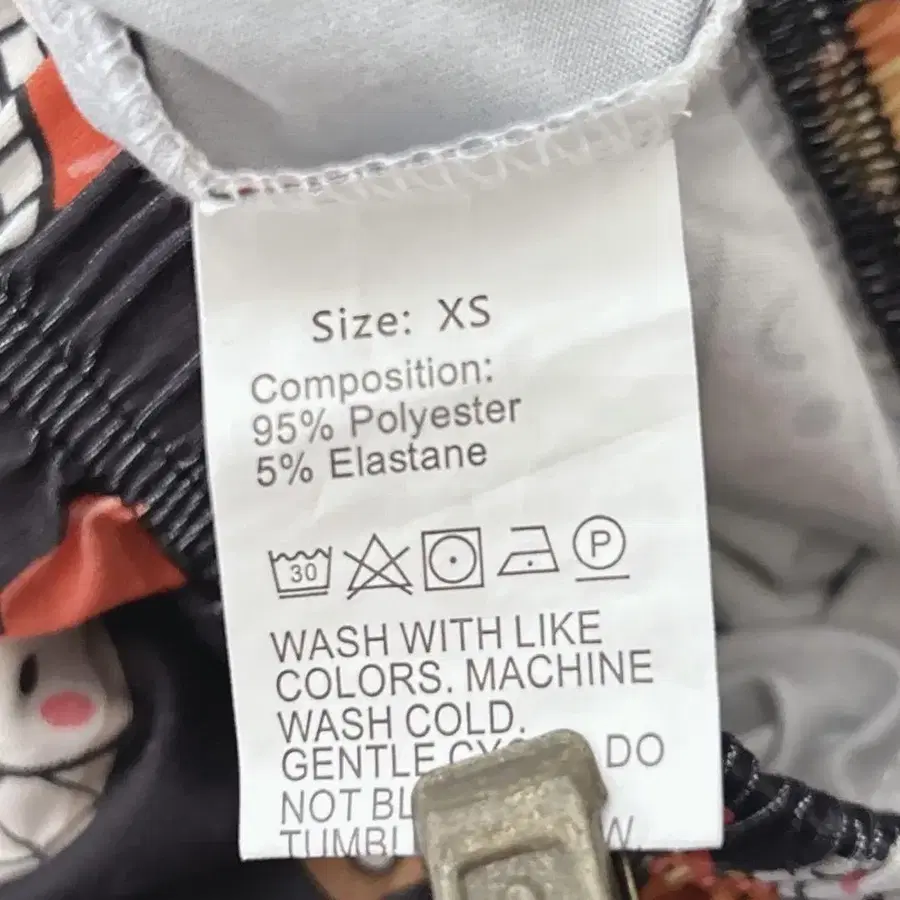 Size: XS
Composition:
95% Polyester
5% Elastane
30 P
WASH WITH LIKE
COLORS. MACHINE
WASH COLD.
GENTLE DO
NOT